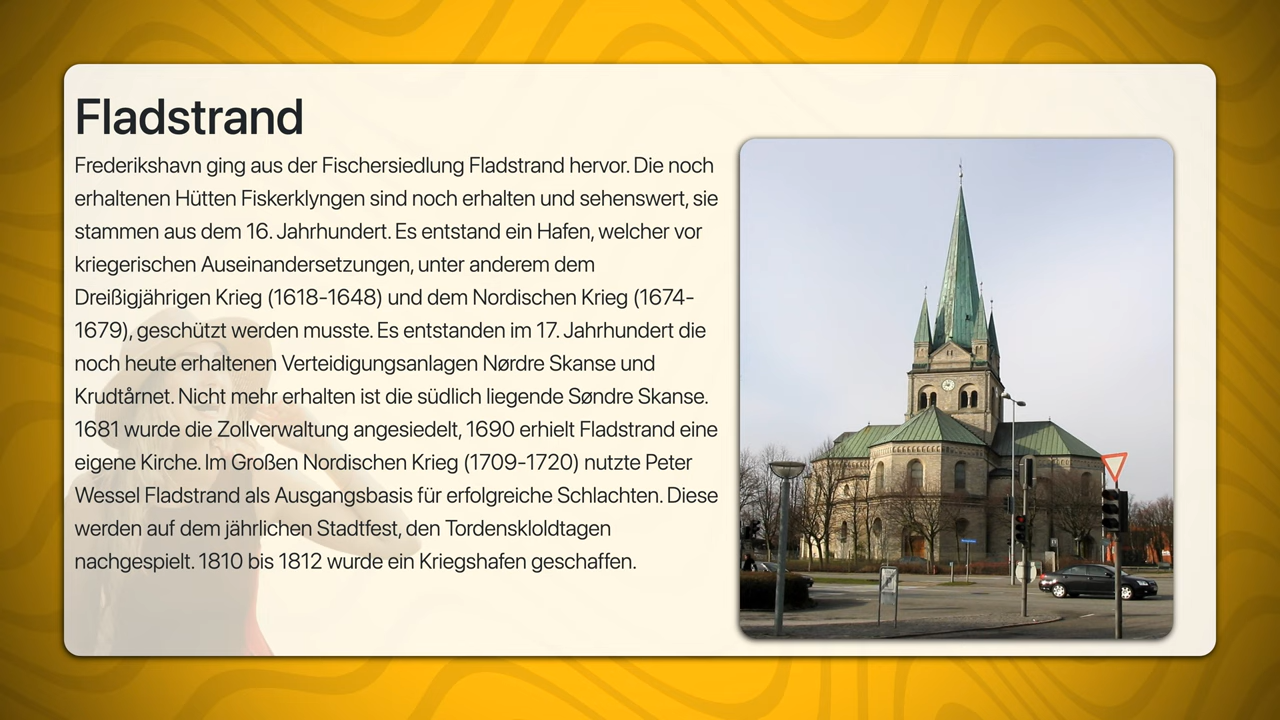 Fladstrand
Frederikshavn ging aus der Fischersiedlung Fladstrand hervor. Die noch
erhaltenen Hütten Fiskerklyngen sind noch erhalten und sehenswert, sie
stammen aus dem 16. Jahrhundert. Es entstand ein Hafen, welcher vor
kriegerischen Auseinandersetzungen, unter anderem dem
Dreißigjährigen Krieg (1618-1648) und dem Nordischen Krieg (1674-
1679), geschützt werden musste. Es entstanden im 17. Jahrhundert die
noch heute erhaltenen Verteidigungsanlagen Nørdre Skanse und
Krudtårnet. Nicht mehr erhalten ist die südlich liegende Søndre Skanse.
1681 wurde die Zollverwaltung angesiedelt, 1690 erhielt Fladstrand eine
eigene Kirche. Im Großen Nordischen Krieg (1709-1720) nutzte Peter
Wessel Fladstrand als Ausgangsbasis für erfolgreiche Schlachten. Diese
werden auf dem jährlichen Stadtfest, den Tordenskloldtagen
nachgespielt. 1810 bis 1812 wurde ein Kriegshafen geschaffen.